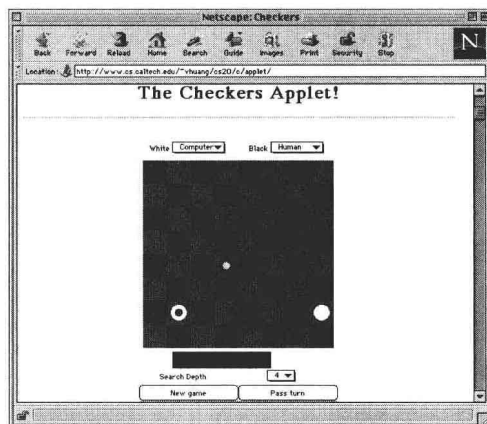 Netscape: Checkers
Back Forward Reload Home Search Guide Images Print Security Stop
N
Location: http://www.cs.caltech.edu/~vhuang/cs20/c/applet/
The Checkers Applet!
White Computer Black Human
Search Depth 4
New game Pass turn